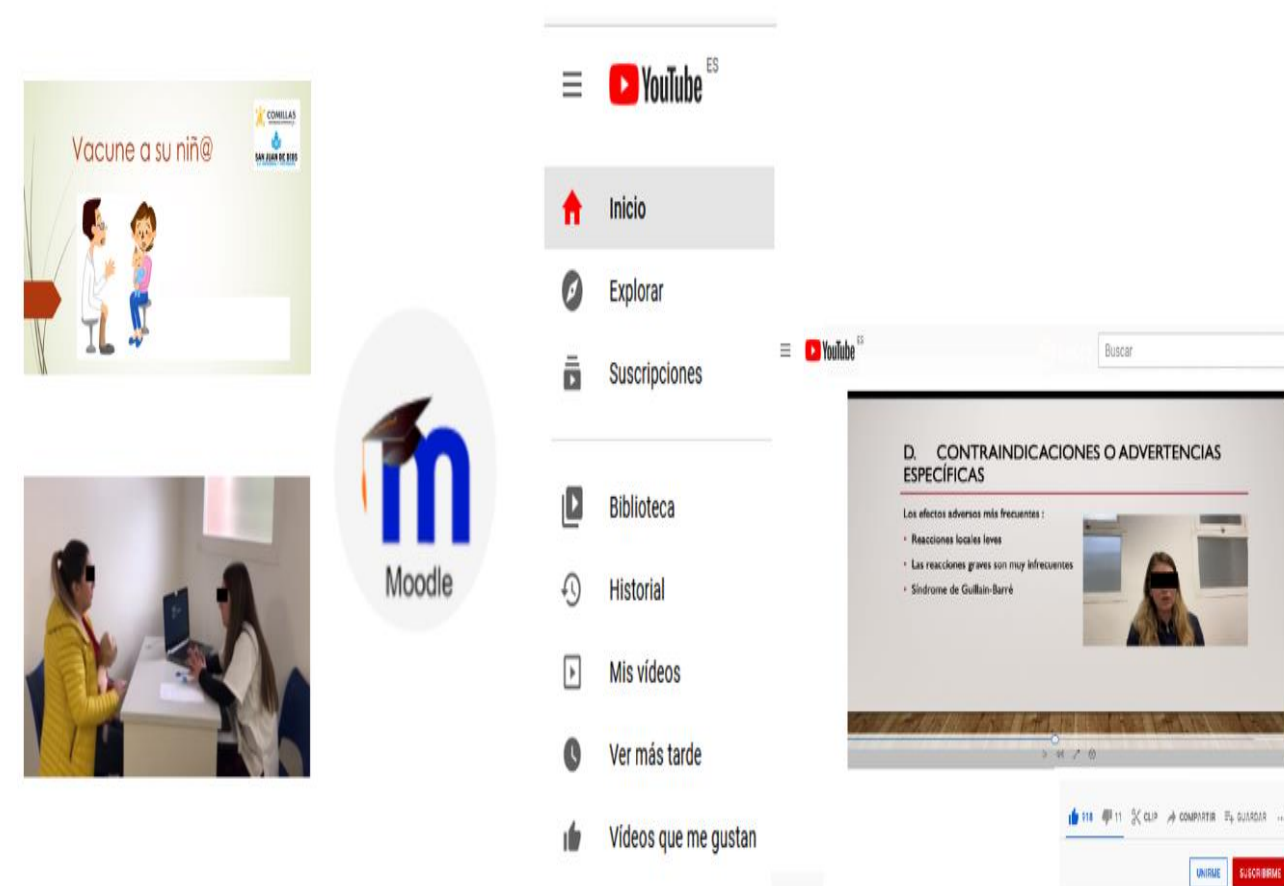 Vacune a su niñ@
COMILLAS
SAN JUAN DE DIOS
m
Moodle
YouTube ES
Inicio
Explorar
Suscripciones
Biblioteca
Historial
Mis vídeos
Ver más tarde
Vídeos que me gustan
YouTube ES
Buscar
D. CONTRAINDICACIONES O ADVERTENCIAS
ESPECÍFICAS
Los efectos adversos más frecuentes :
• Reacciones locales leves
• Las reacciones graves son muy infrecuentes
• Síndrome de Guillain-Barré
318 11 CLIP COMPARTIR GUARDAR ...
UNIRME SUSCRIBIRME